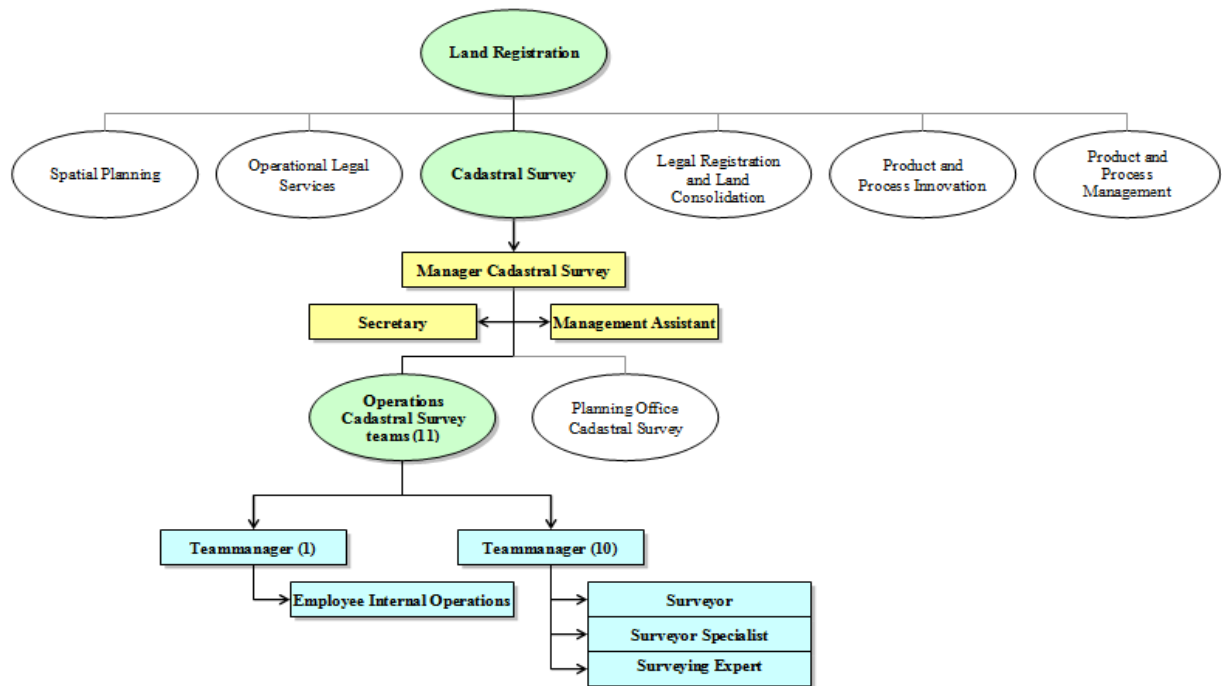 Land Registration
Spatial Planning
Operational Legal
Services
Cadastral Survey
Legal Registration
and Land
Consolidation
Product and
Process Innovation
Product and
Process
Management
Manager Cadastral Survey
Secretary
Management Assistant
Operations
Cadastral Survey
teams (11)
Planning Office
Cadastral Survey
Teammanager (1)
Teammanager (10)
Employee Internal Operations
Surveyor
Surveyor Specialist
Surveying Expert